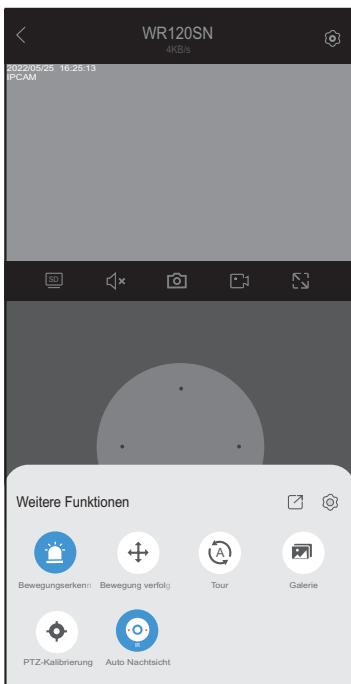 WR120SN
4KB/s
2022/05/25 16:25:13
IPCAM
SD
Weitere Funktionen
Bewegungserkenn Bewegung verfolg Tour Galerie
A
IR
PTZ-Kalibrierung Auto Nachtsicht